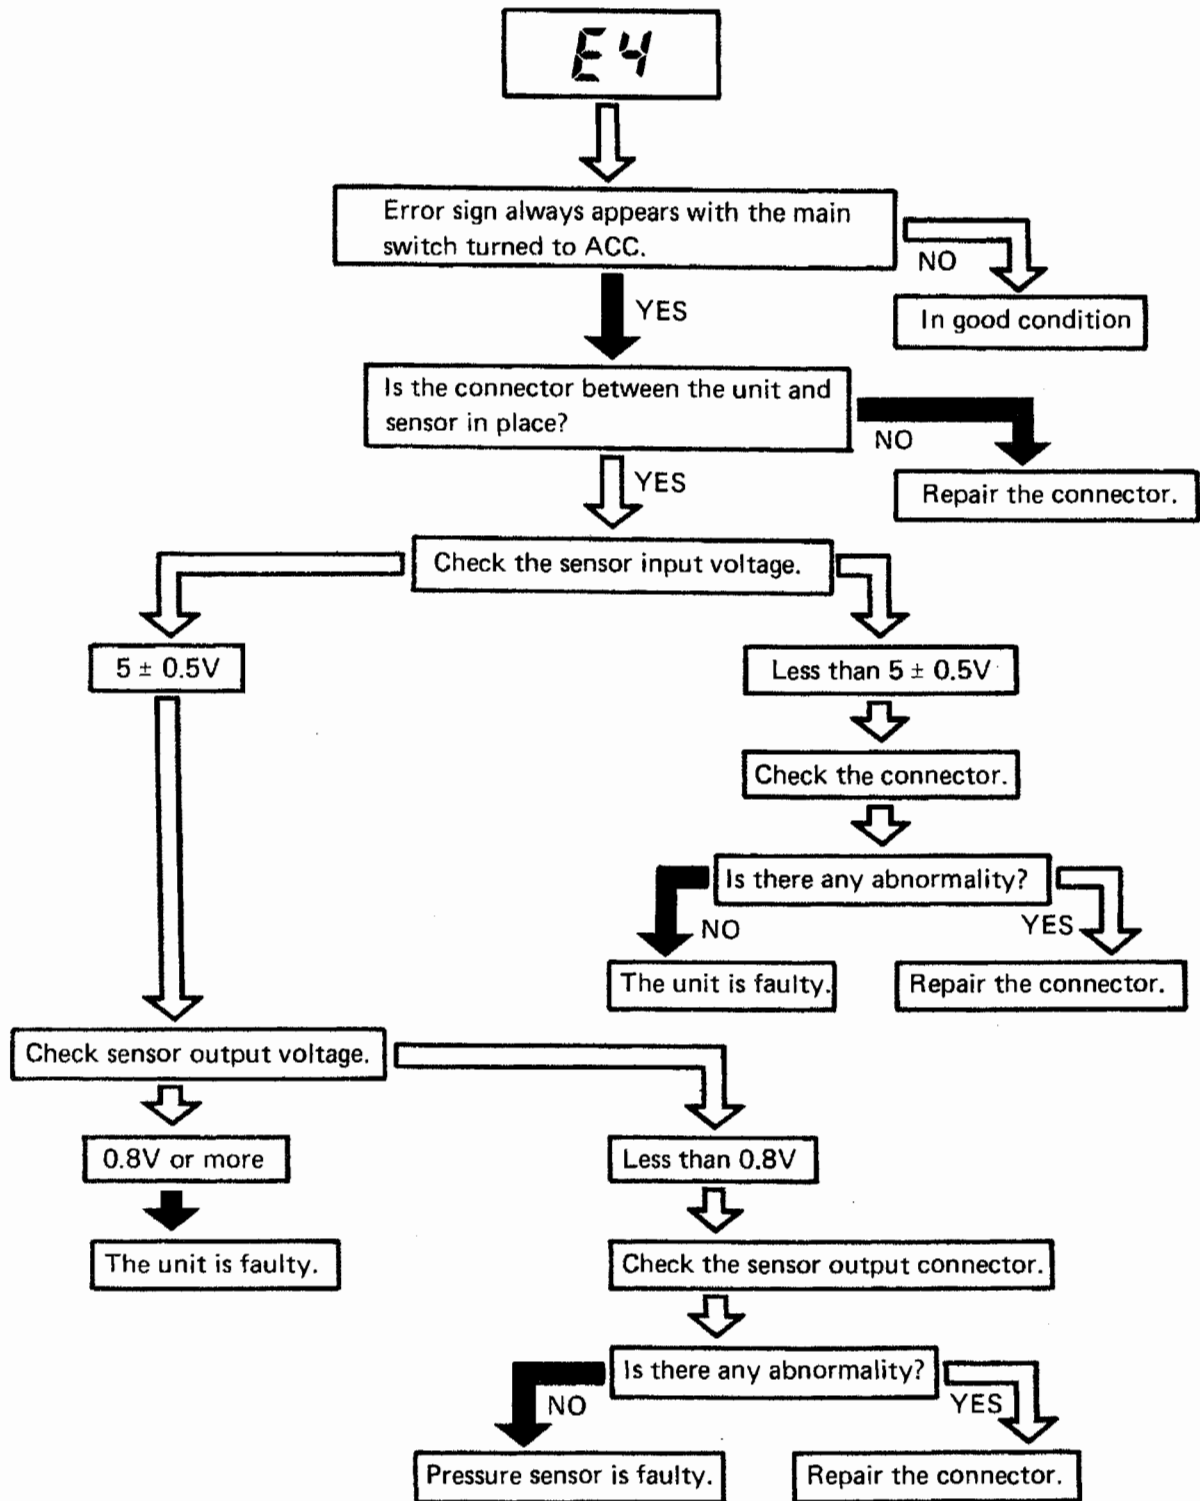 E4
Error sign always appears with the main
switch turned to ACC.
NO
In good condition
YES
Is the connector between the unit and
sensor in place?
NO
Repair the connector.
YES
Check the sensor input voltage.
5 ± 0.5V
Less than 5 ± 0.5V
Check the connector.
Is there any abnormality?
NO
YES
The unit is faulty.
Repair the connector.
Check sensor output voltage.
0.8V or more
Less than 0.8V
The unit is faulty.
Check the sensor output connector.
Is there any abnormality?
NO
YES
Pressure sensor is faulty.
Repair the connector.